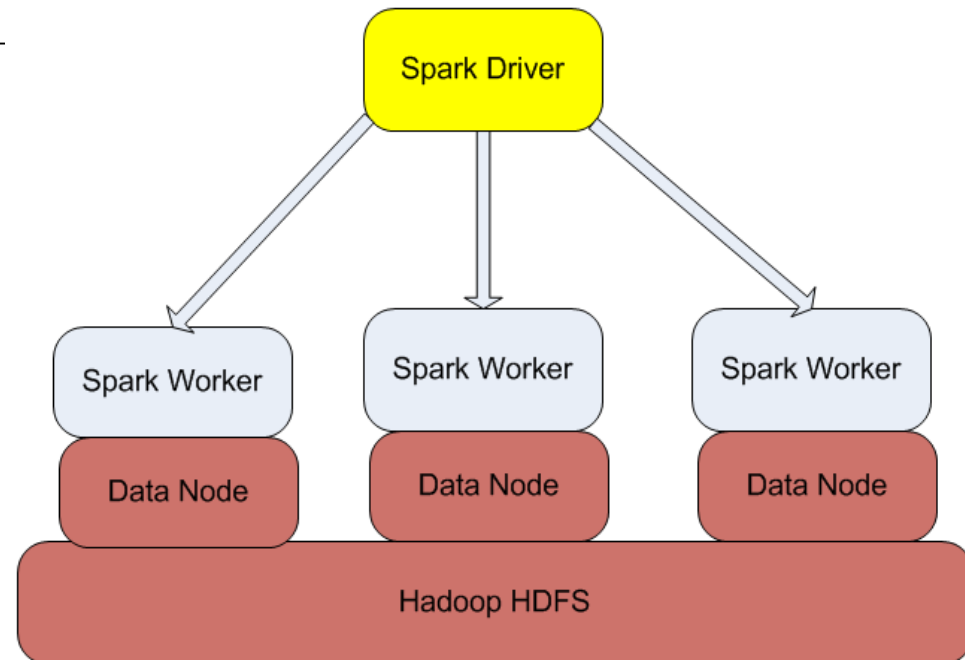 Spark Driver
Spark Worker
Spark Worker
Spark Worker
Data Node
Data Node
Data Node
Hadoop HDFS